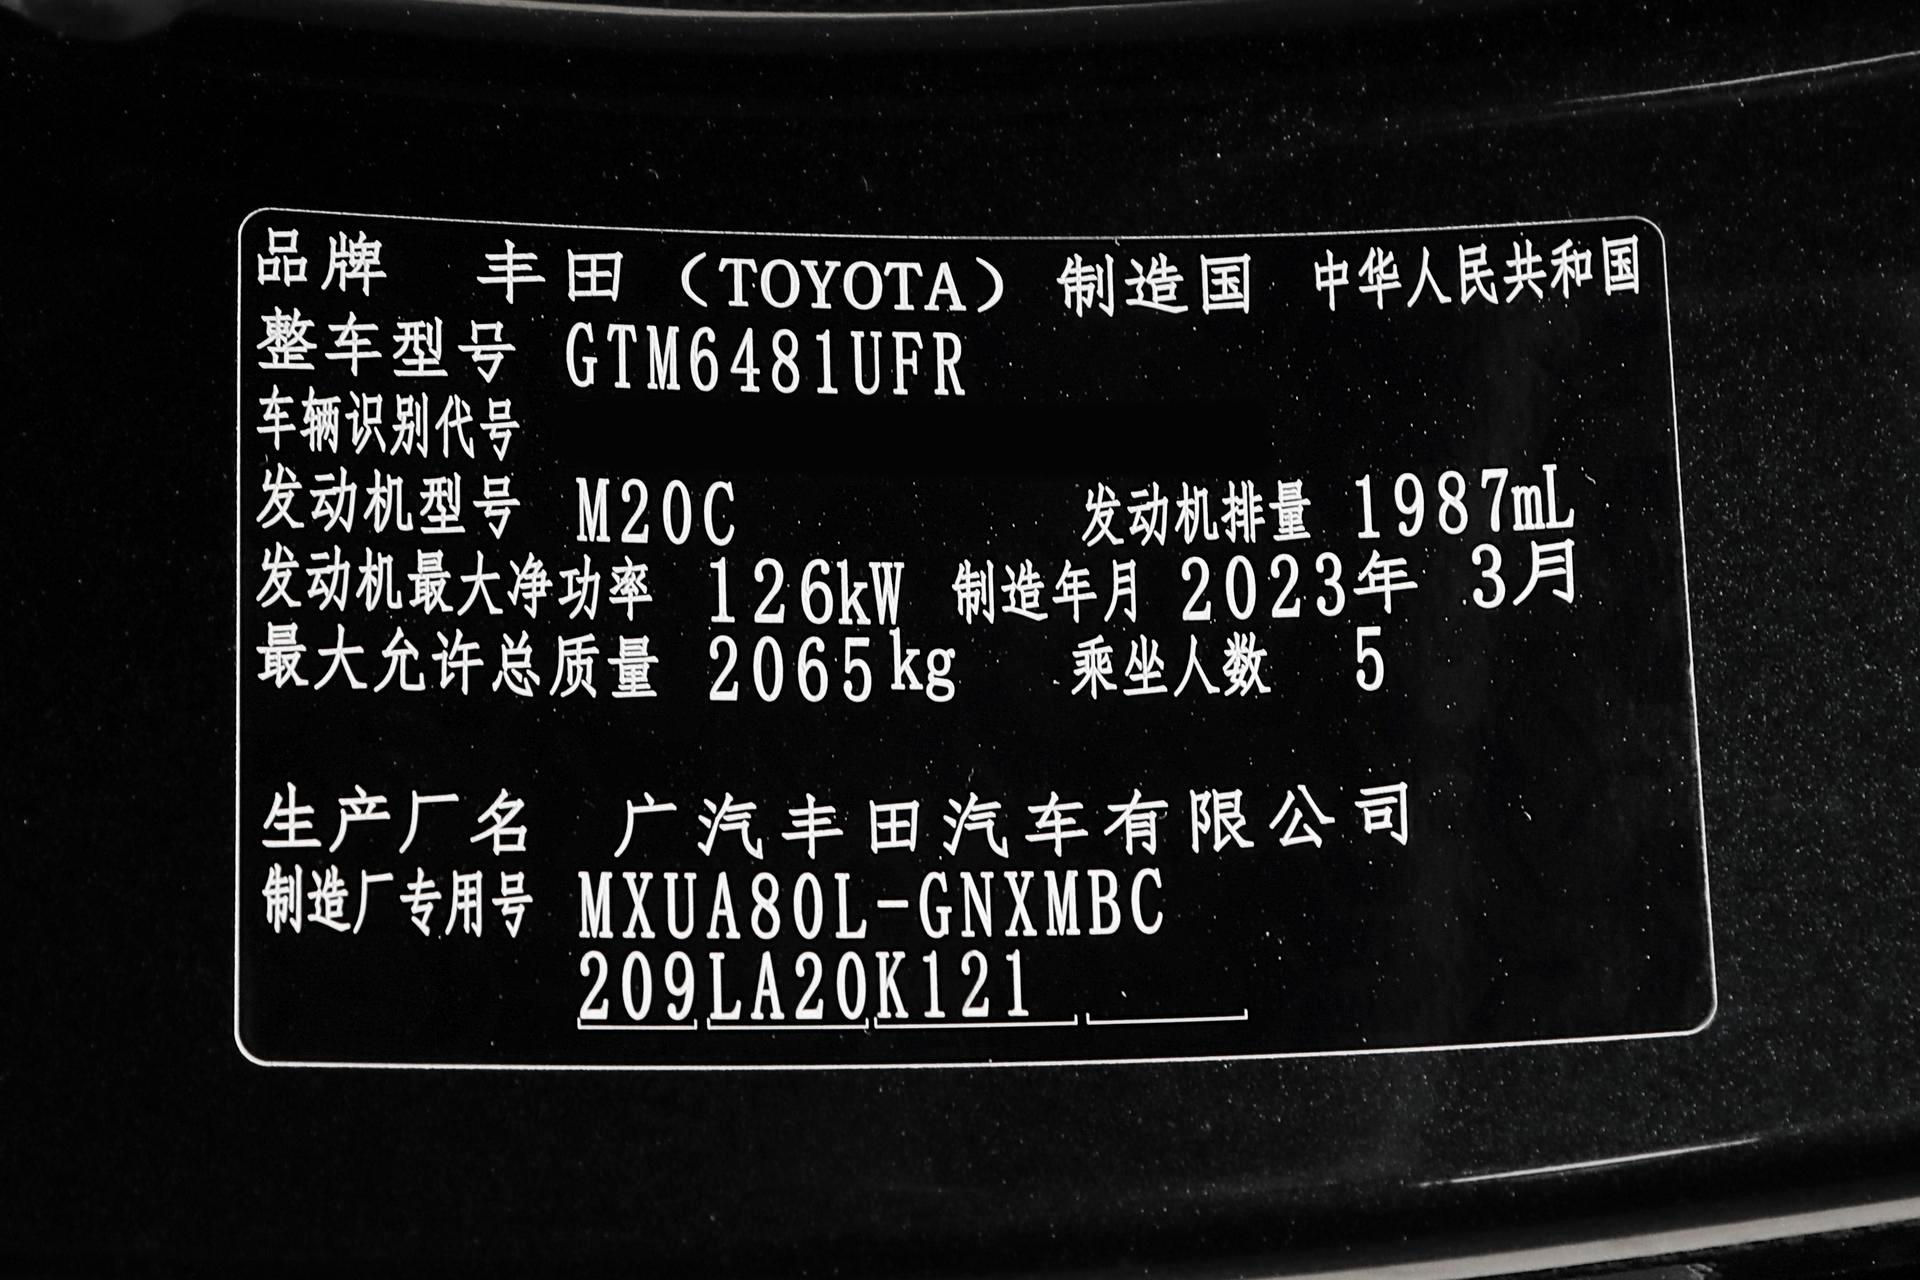 品牌 丰田（TOYOTA） 制造国 中华人民共和国
整车型号 GTM6481UFR
车辆识别代号
发动机型号 M20C 发动机排量 1987mL
发动机最大净功率 126kW 制造年月 2023年 3月
最大允许总质量 2065kg 乘坐人数 5
生产厂名 广汽丰田汽车有限公司
制造厂专用号 MXUA80L-GNXMBC
209LA20K121